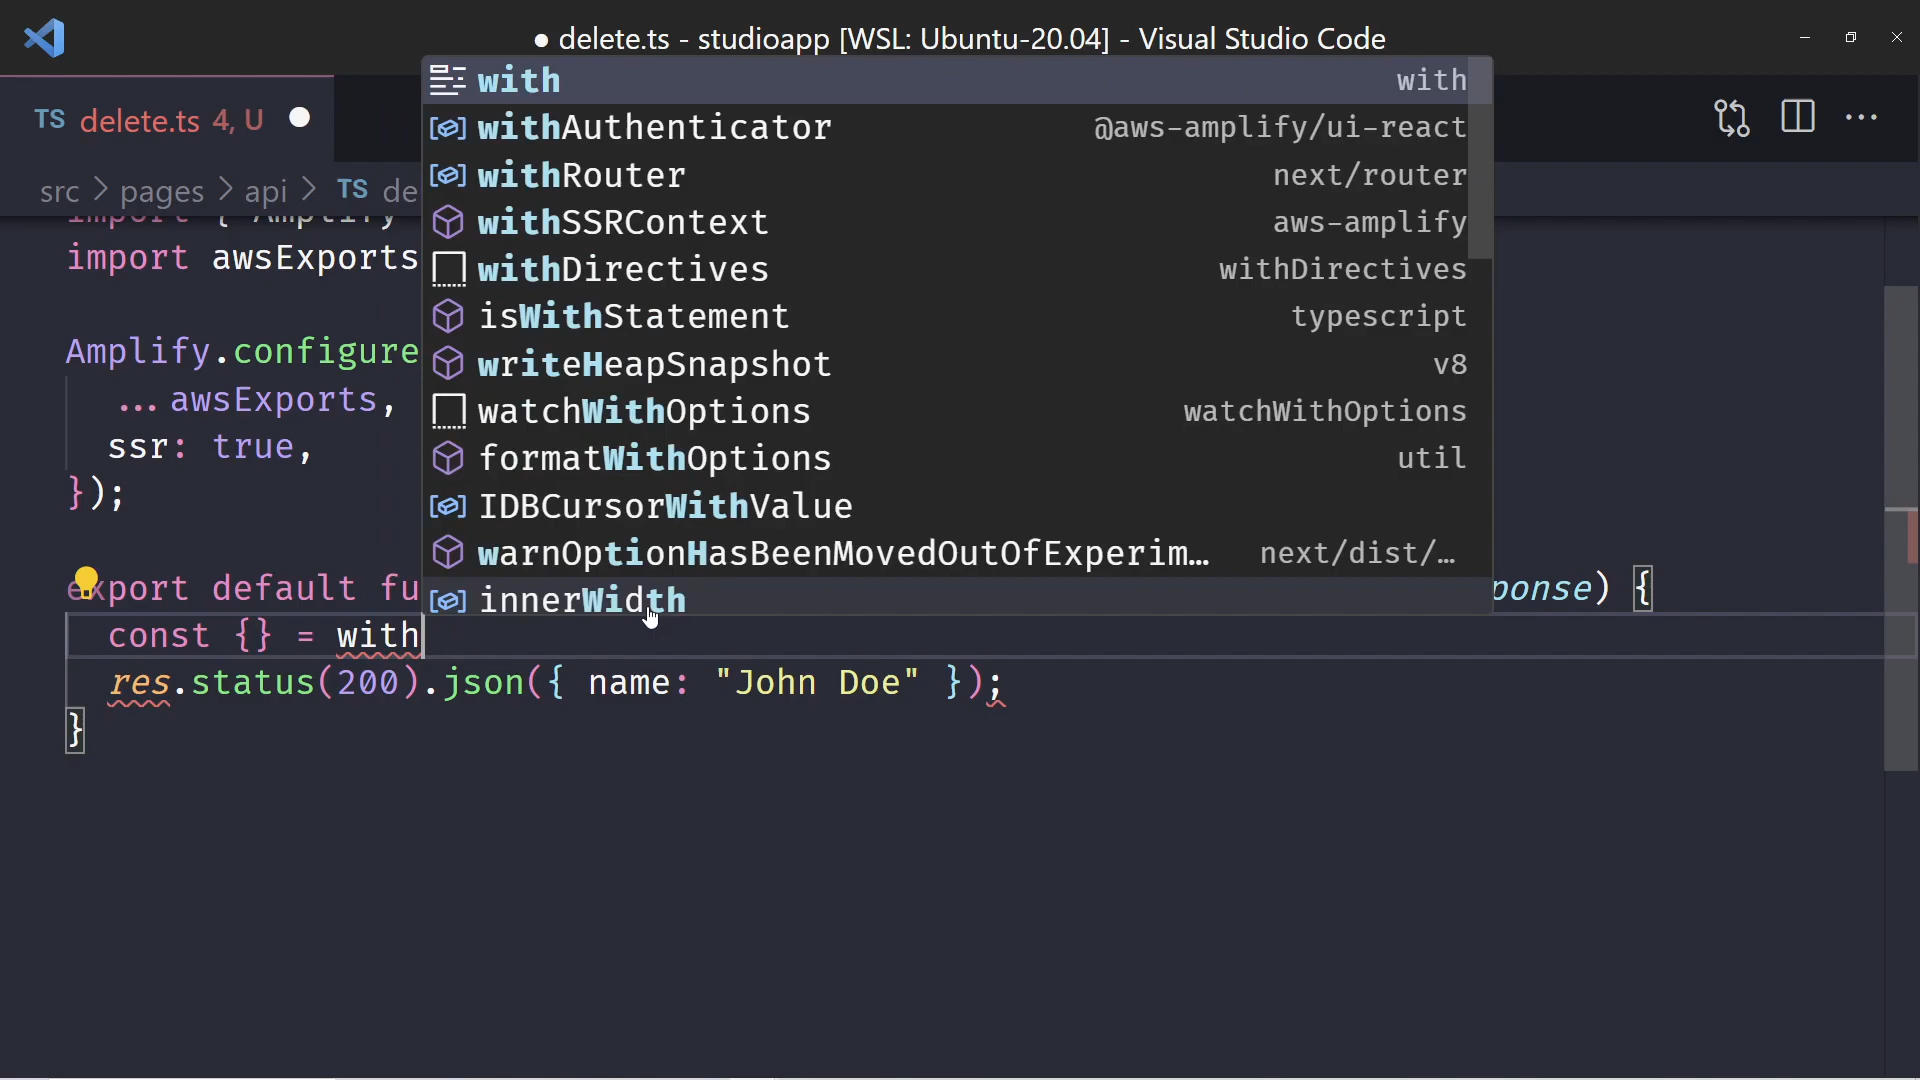 ● delete.ts - studioapp [WSL: Ubuntu-20.04] - Visual Studio Code
TS delete.ts 4, U
src > pages > api > TS de
import { Amplify
import awsExports
Amplify.configure
...awsExports,
ssr: true,
});
export default fu
ponse) {
const {} = with
res.status(200).json({ name: "John Doe" });
}
with with
withAuthenticator @aws-amplify/ui-react
withRouter next/router
withSSRContext aws-amplify
withDirectives withDirectives
isWithStatement typescript
writeHeapSnapshot v8
watchWithOptions watchWithOptions
formatWithOptions util
IDBCursorWithValue
warnOptionHasBeenMovedOutOfExperim… next/dist/…
innerWidth